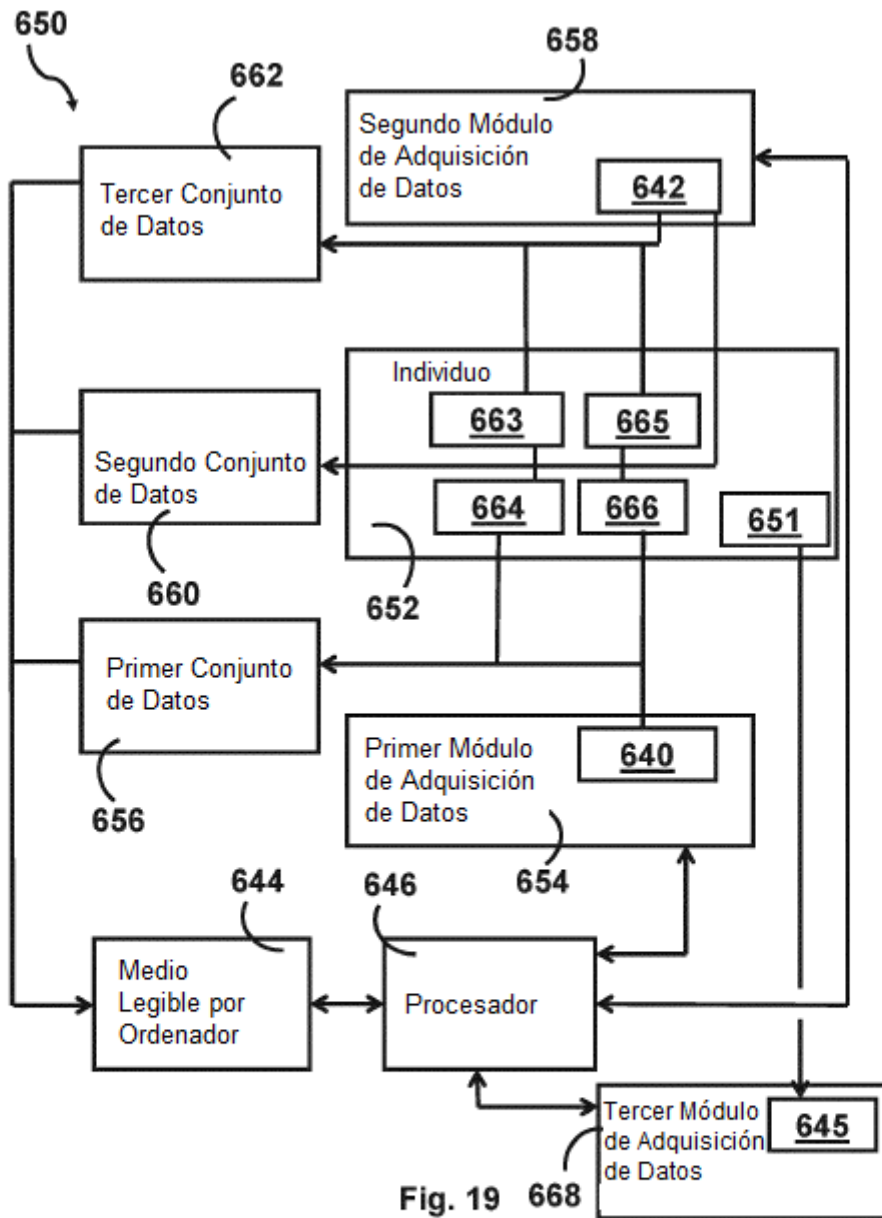 650
662
658
Segundo Módulo
de Adquisición
de Datos
642
Tercer Conjunto
de Datos
Individuo
663
665
664
666
651
652
Segundo Conjunto
de Datos
660
Primer Conjunto
de Datos
656
Primer Módulo
de Adquisición
de Datos
640
654
644
646
Medio
Legible por
Ordenador
Procesador
Tercer Módulo
de Adquisición
de Datos
645
668
Fig. 19